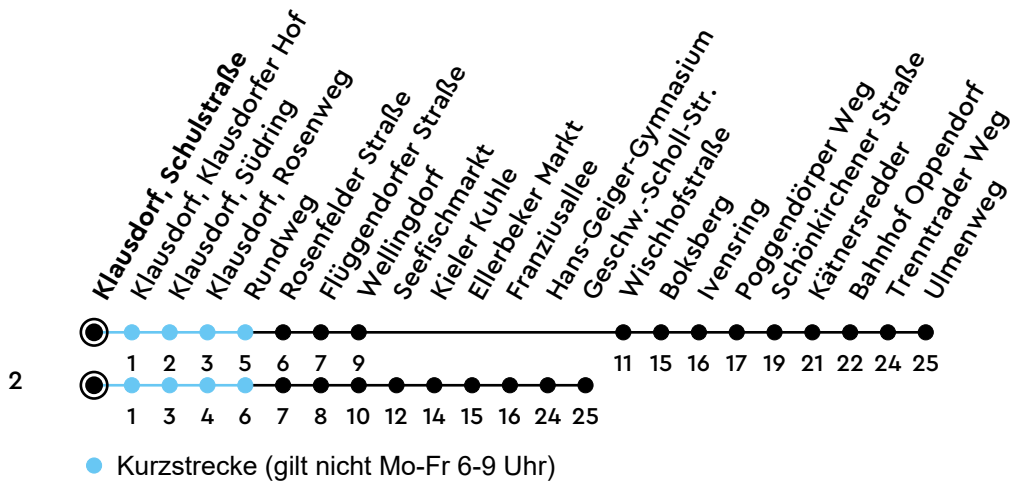 Klausdorf, Schulstraße
Klausdorf, Klausdorfer Hof
Klausdorf, Südring
Klausdorf, Rosenweg
Rundweg
Rosenfelder Straße
Flüggendorfer Straße
Wellingdorf
Seefischmarkt
Kieler Kuhle
Ellerbeker Markt
Franziusallee
Hans-Geiger-Gymnasium
Geschw.-Scholl-Str.
Wischhofstraße
Boksberg
Ivensring
Poggendörper Weg
Schönkirchener Straße
Kätnersredder
Bahnhof Oppendorf
Trenntrader Weg
Ulmenweg
1 2 3 5 6 7 9 11 15 16 17 19 21 22 24 25
2
1 3 4 6 7 8 10 12 14 15 16 24 25
Kurzstrecke (gilt nicht Mo-Fr 6-9 Uhr)